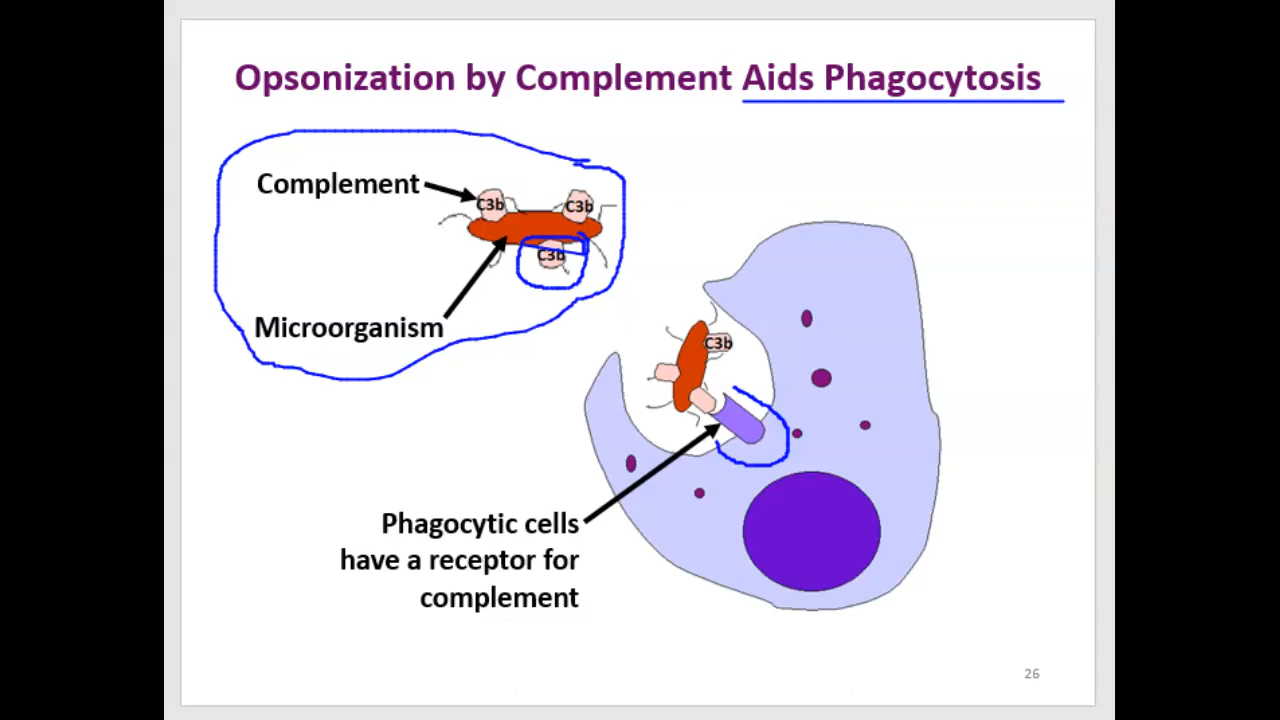 Opsonization by Complement Aids Phagocytosis
Complement
C3b
C3b
C3b
Microorganism
C3b
Phagocytic cells
have a receptor for
complement
26